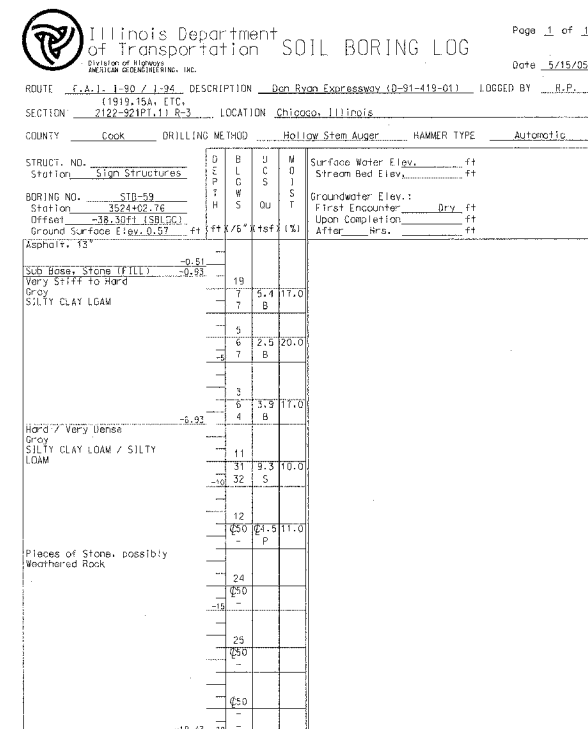 Illinois Department
of Transportation
Division of Highways
AMERICAN GEOENGINEERING, INC.
SOIL BORING LOG
Page 1 of 1
Date 5/15/05
ROUTE F.A.I. I-90 / I-94 DESCRIPTION Dan Ryan Expressway (D-91-419-01) LOGGED BY R.P.
(1919.15A, ETC.
SECTION 2122-921PT.1) R-3 LOCATION Chicago, Illinois
COUNTY Cook DRILLING METHOD Hollow Stem Auger HAMMER TYPE Automatic
STRUCT. NO.
Station Sign Structures
BORING NO. STB-59
Station 3524+02.76
Offset -38.30ft (SBLGC)
Ground Surface Elev. 0.57 ft
DEPTH ft
BLOWS /6"
UCS Qu (tsf)
MOIST (%)
Surface Water Elev. ft
Stream Bed Elev. ft
Groundwater Elev.:
First Encounter Dry ft
Upon Completion ft
After Hrs. ft
Asphalt, 13"
-0.51
Sub Base, Stone (FILL) -0.93
Very Stiff to Hard 19
Gray 7 5.4 17.0
SILTY CLAY LOAM 7 B
5
6 2.5 20.0
-5 7 B
3
6 3.9 17.0
-6.93 4 B
Hard / Very Dense
Gray
SILTY CLAY LOAM / SILTY 11
LOAM 31 9.3 10.0
-10 32 S
12
₵50 ₵4.5 11.0
- P
Pieces of Stone, possibly
Weathered Rock
24
₵50
-15 -
25
₵50
-
₵50
-